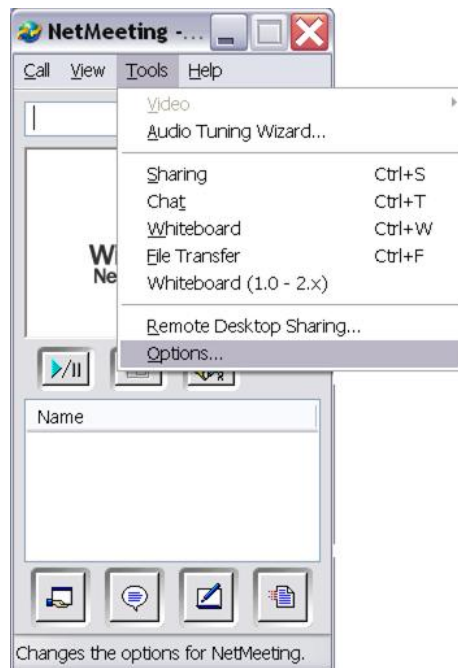 NetMeeting -...
Call View Tools Help
Video
Audio Tuning Wizard...
Sharing Ctrl+S
Chat Ctrl+T
Whiteboard Ctrl+W
File Transfer Ctrl+F
Whiteboard (1.0 - 2.x)
Remote Desktop Sharing...
Options...
Name
Changes the options for NetMeeting.